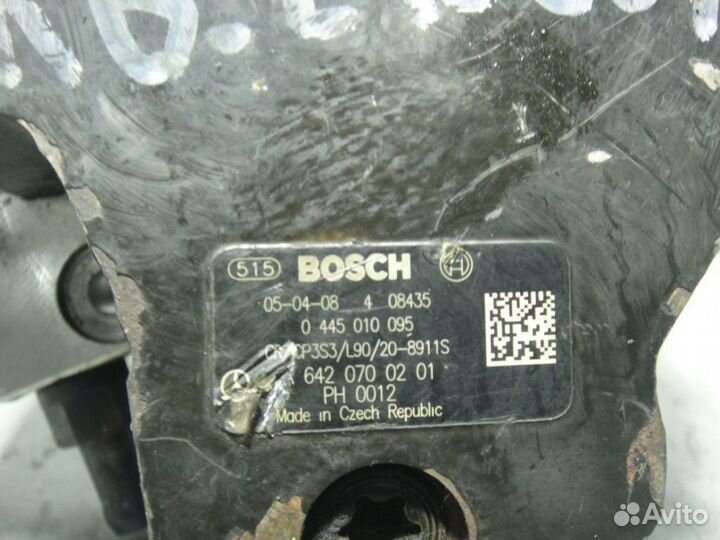 515 BOSCH
05-04-08 4 08435
0 445 010 095
CR/CP3S3/L90/20-8911S
642 070 02 01
PH 0012
Made in Czech Republic
Avito